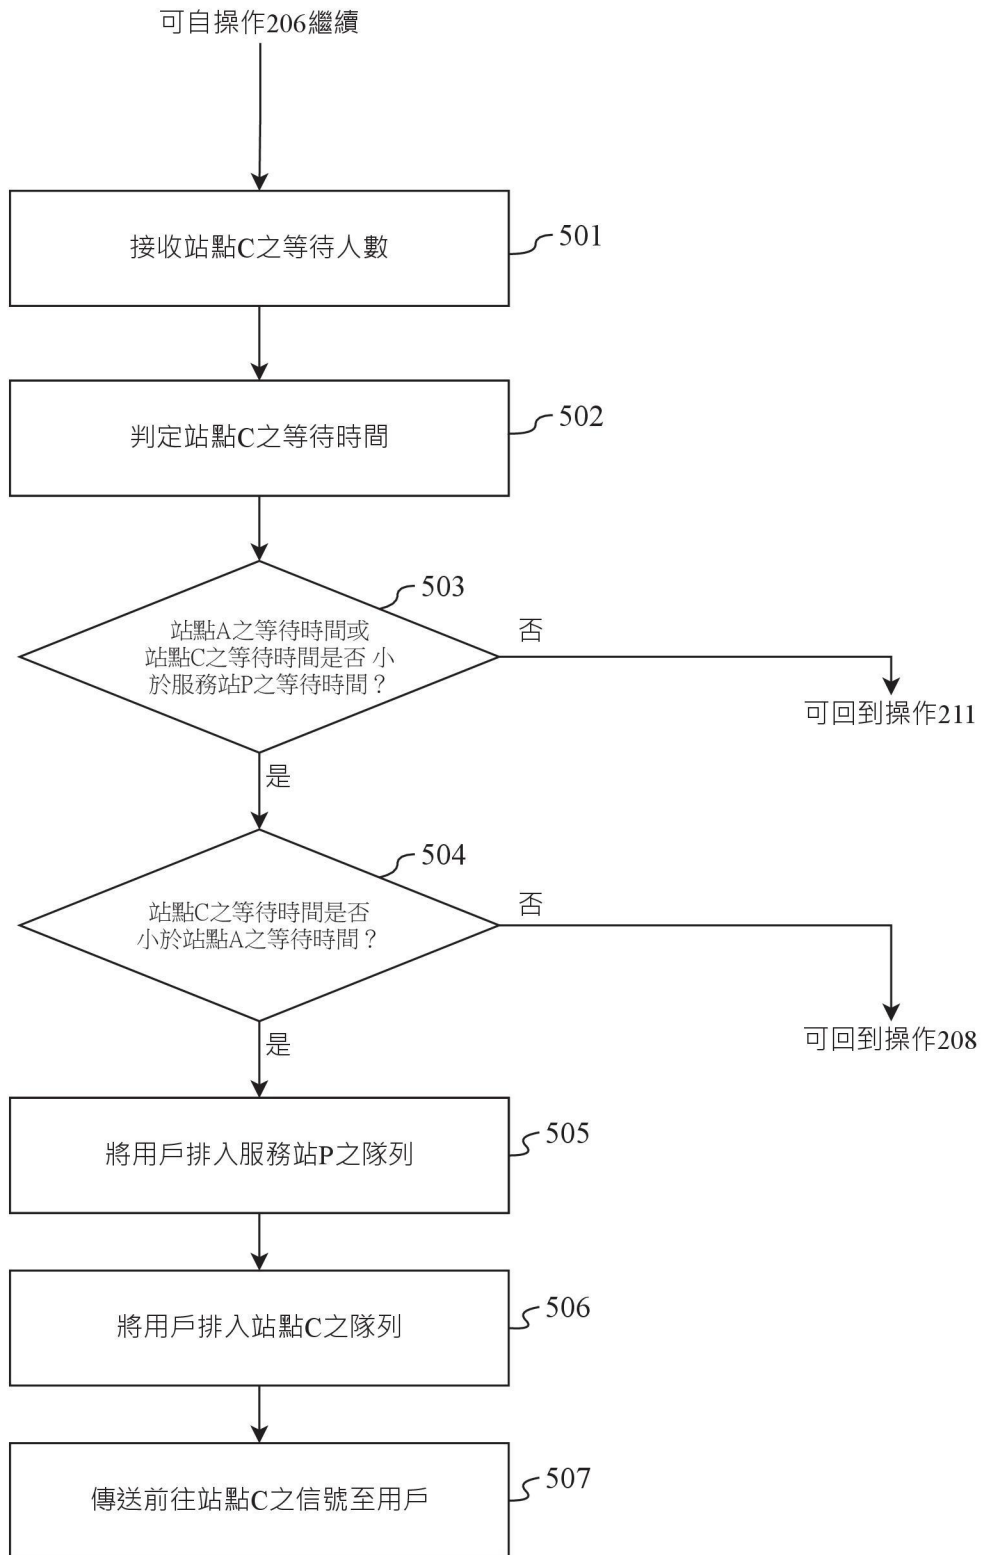 可自操作206繼續
接收站點C之等待人數
501
判定站點C之等待時間
502
503
站點A之等待時間或
站點C之等待時間是否 小
於服務站P之等待時間？
否
可回到操作211
是
504
站點C之等待時間是否
小於站點A之等待時間？
否
可回到操作208
是
將用戶排入服務站P之隊列
505
將用戶排入站點C之隊列
506
傳送前往站點C之信號至用戶
507